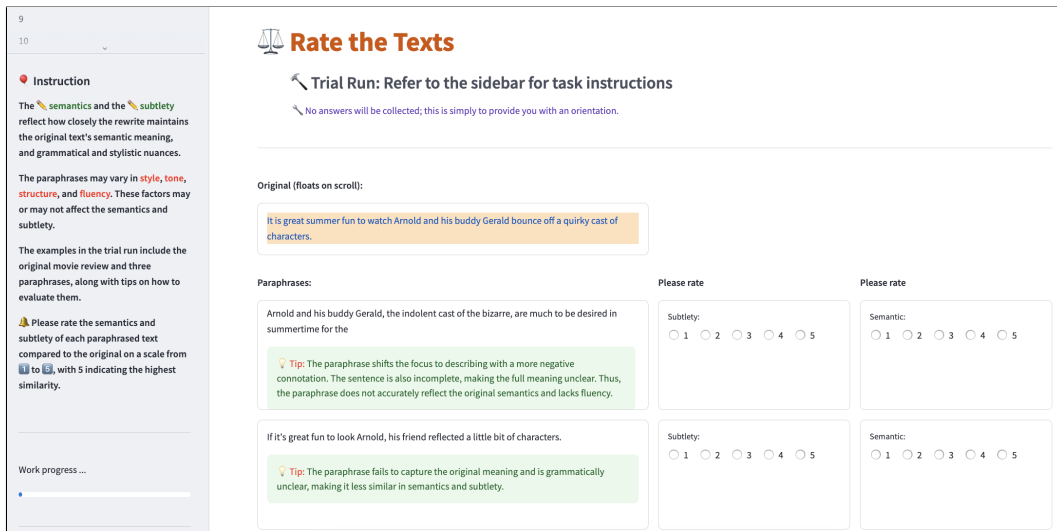 9
10
Instruction
The semantics and the subtlety
reflect how closely the rewrite maintains
the original text's semantic meaning,
and grammatical and stylistic nuances.
The paraphrases may vary in style, tone,
structure, and fluency. These factors may
or may not affect the semantics and
subtlety.
The examples in the trial run include the
original movie review and three
paraphrases, along with tips on how to
evaluate them.
Please rate the semantics and
subtlety of each paraphrased text
compared to the original on a scale from
1 to 5, with 5 indicating the highest
similarity.
Work progress ...
Rate the Texts
Trial Run: Refer to the sidebar for task instructions
No answers will be collected; this is simply to provide you with an orientation.
Original (floats on scroll):
It is great summer fun to watch Arnold and his buddy Gerald bounce off a quirky cast of
characters.
Paraphrases:
Please rate
Please rate
Arnold and his buddy Gerald, the indolent cast of the bizarre, are much to be desired in
summertime for the
Tip: The paraphrase shifts the focus to describing with a more negative
connotation. The sentence is also incomplete, making the full meaning unclear. Thus,
the paraphrase does not accurately reflect the original semantics and lacks fluency.
Subtlety:
1 2 3 4 5
Semantic:
1 2 3 4 5
If it's great fun to look Arnold, his friend reflected a little bit of characters.
Tip: The paraphrase fails to capture the original meaning and is grammatically
unclear, making it less similar in semantics and subtlety.
Subtlety:
1 2 3 4 5
Semantic:
1 2 3 4 5